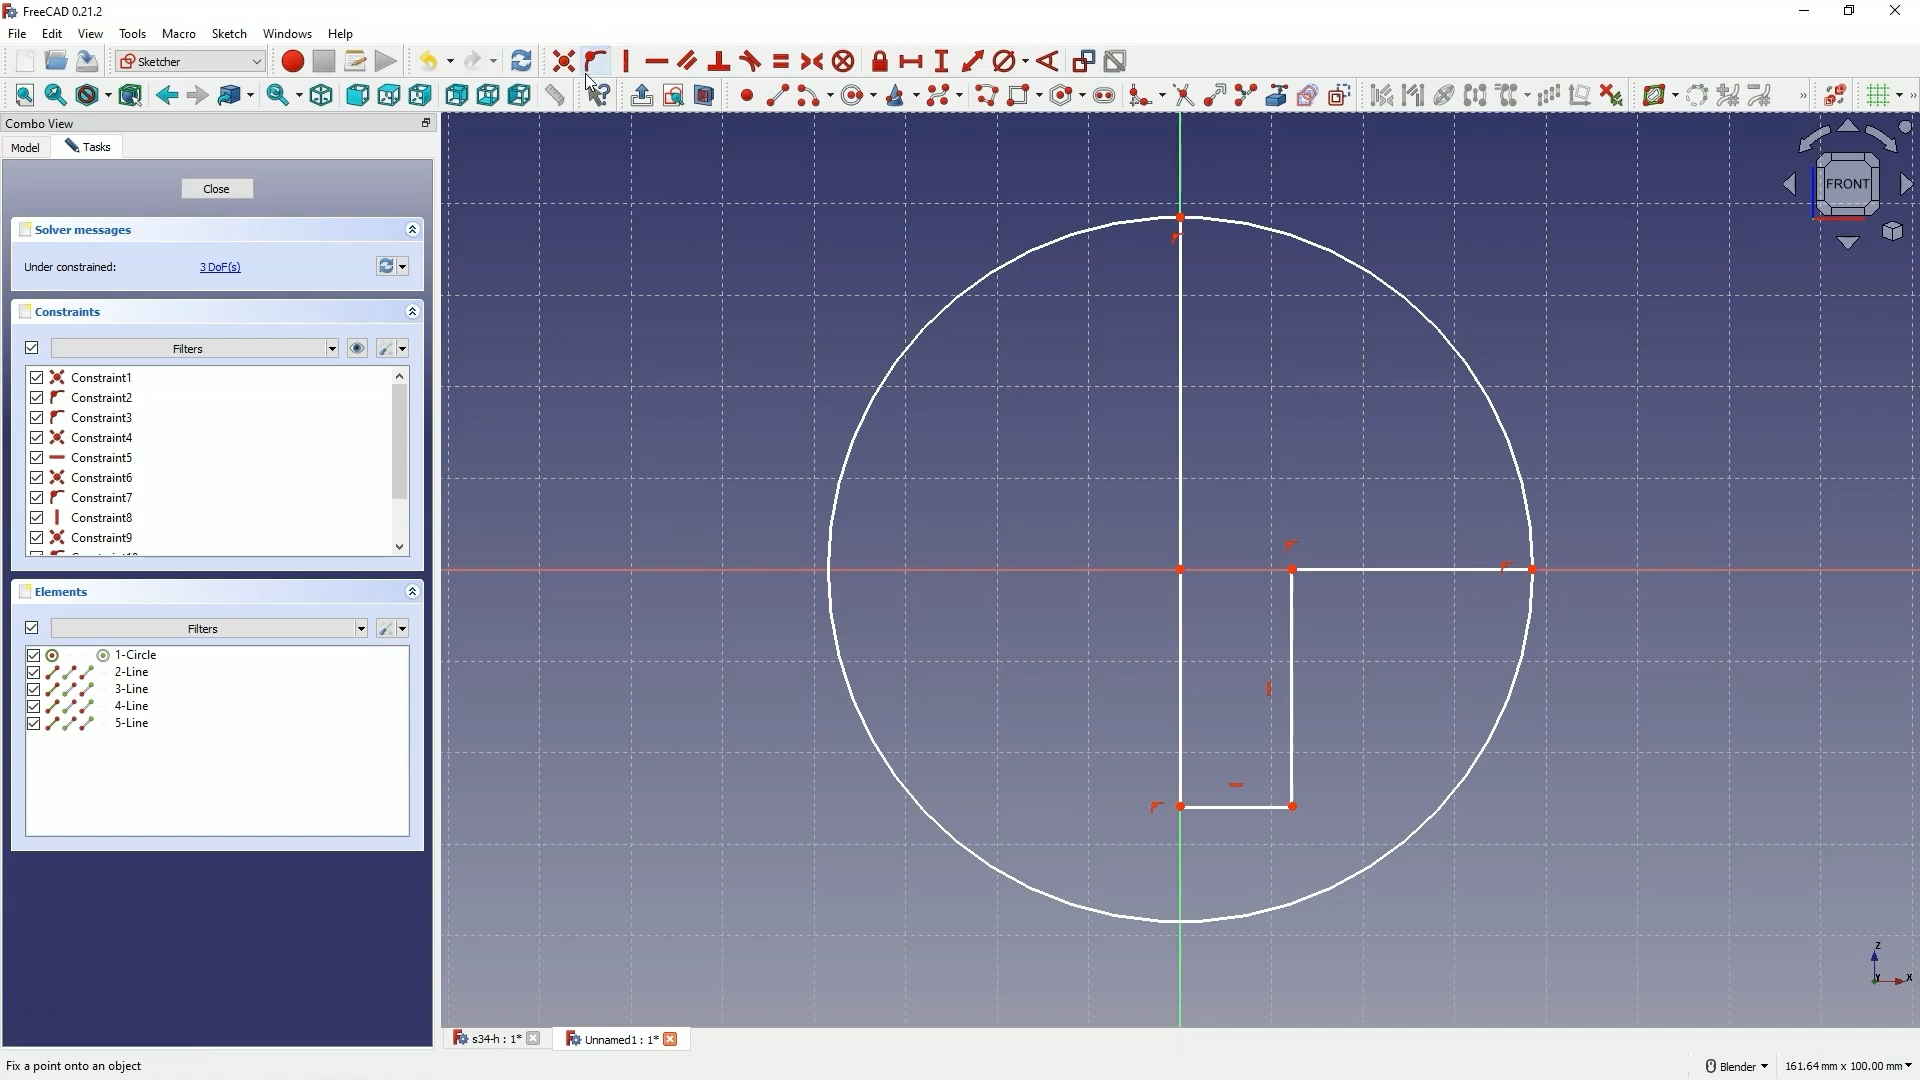 FreeCAD 0.21.2
File Edit View Tools Macro Sketch Windows Help
Sketcher
Combo View
Model Tasks
Close
Solver messages
Under constrained: 3 DoF(s)
Constraints
Filters
Constraint1
Constraint2
Constraint3
Constraint4
Constraint5
Constraint6
Constraint7
Constraint8
Constraint9
Elements
Filters
1-Circle
2-Line
3-Line
4-Line
5-Line
FRONT
Z
Y X
s34-h : 1* Unnamed1 : 1*
Fix a point onto an object
Blender 161.64 mm x 100.00 mm